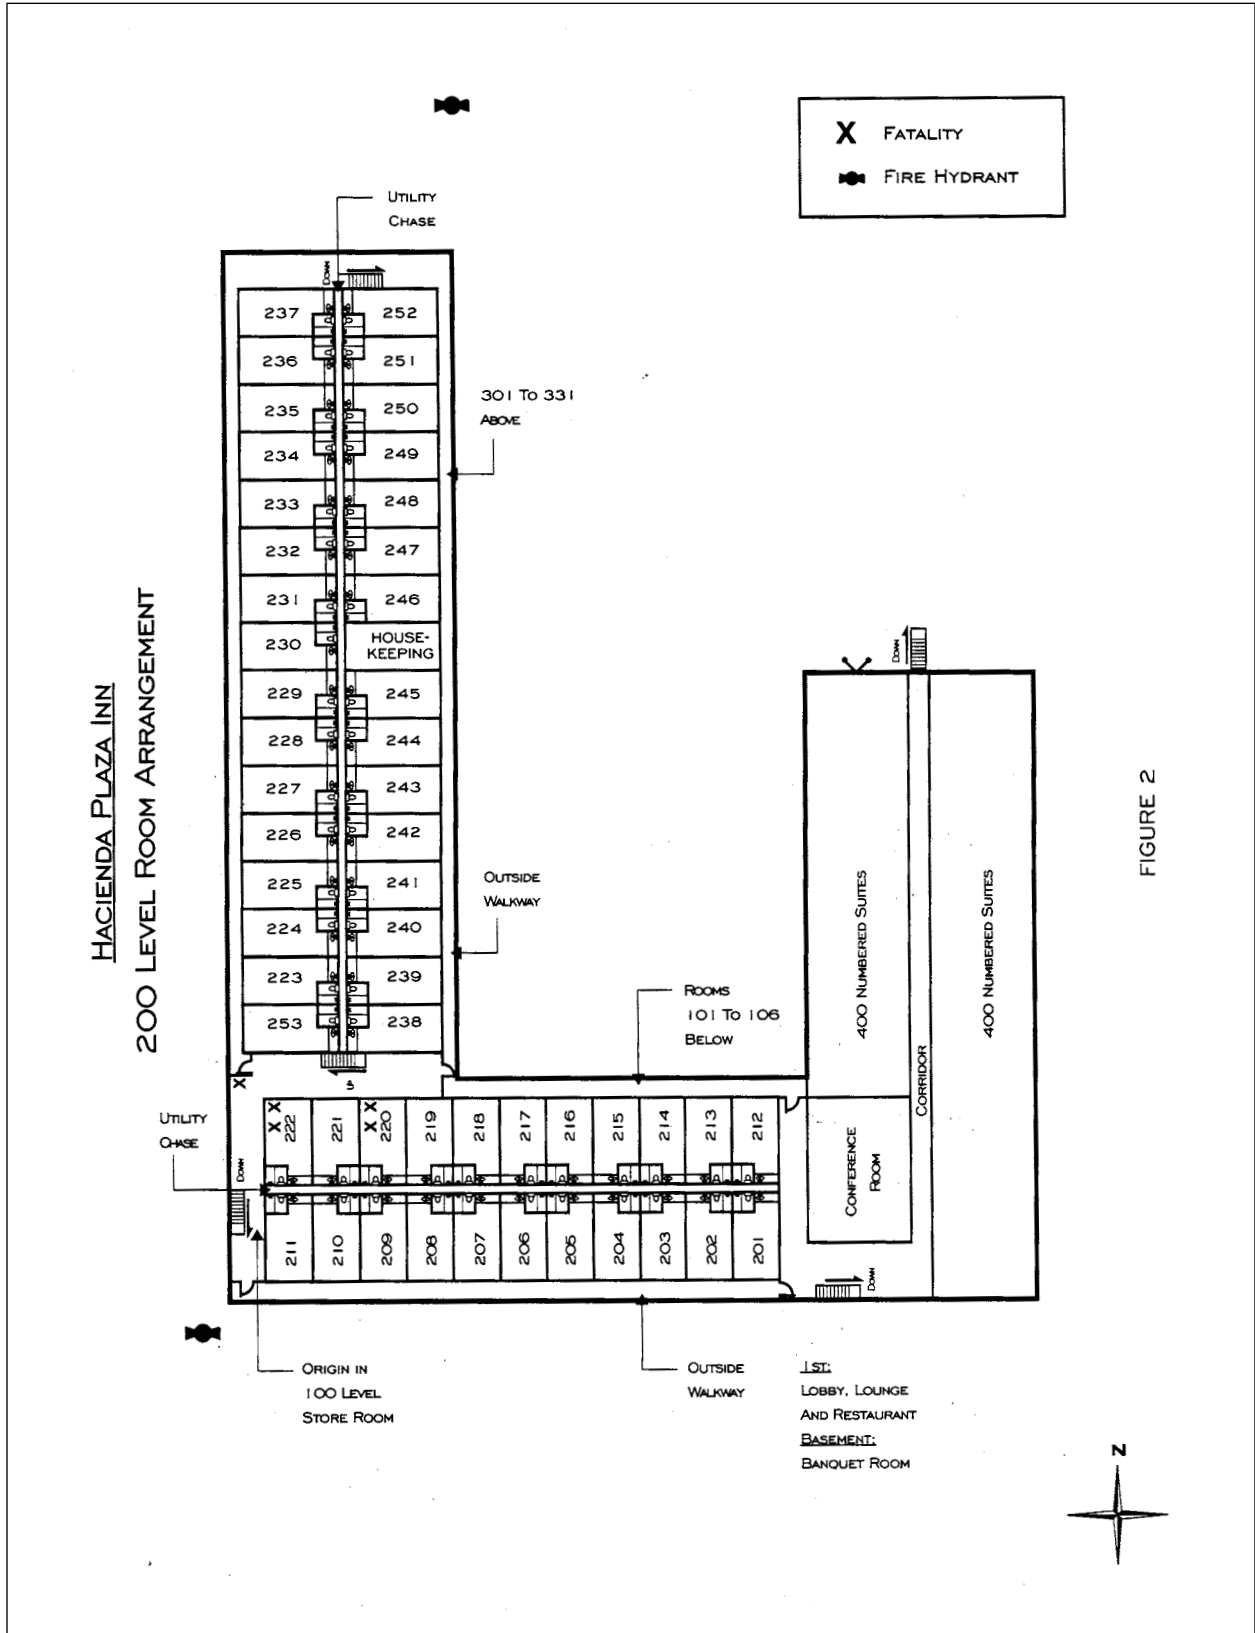 HACIENDA PLAZA INN
200 LEVEL ROOM ARRANGEMENT
X FATALITY
FIRE HYDRANT
UTILITY
CHASE
DOWN
237 252
236 251
235 250
234 249
233 248
232 247
231 246
230 HOUSE-
KEEPING
229 245
228 244
227 243
226 242
225 241
224 240
223 239
253 238
301 TO 331
ABOVE
OUTSIDE
WALKWAY
ROOMS
101 TO 106
BELOW
DOWN
400 NUMBERED SUITES
CORRIDOR
400 NUMBERED SUITES
CONFERENCE
ROOM
DOWN
FIGURE 2
X
UTILITY
CHASE
DOWN
X X
222
221
X X
220
219
218
217
216
215
214
213
212
211
210
209
208
207
206
205
204
203
202
201
ORIGIN IN
100 LEVEL
STORE ROOM
OUTSIDE
WALKWAY
1ST:
LOBBY, LOUNGE
AND RESTAURANT
BASEMENT:
BANQUET ROOM
N